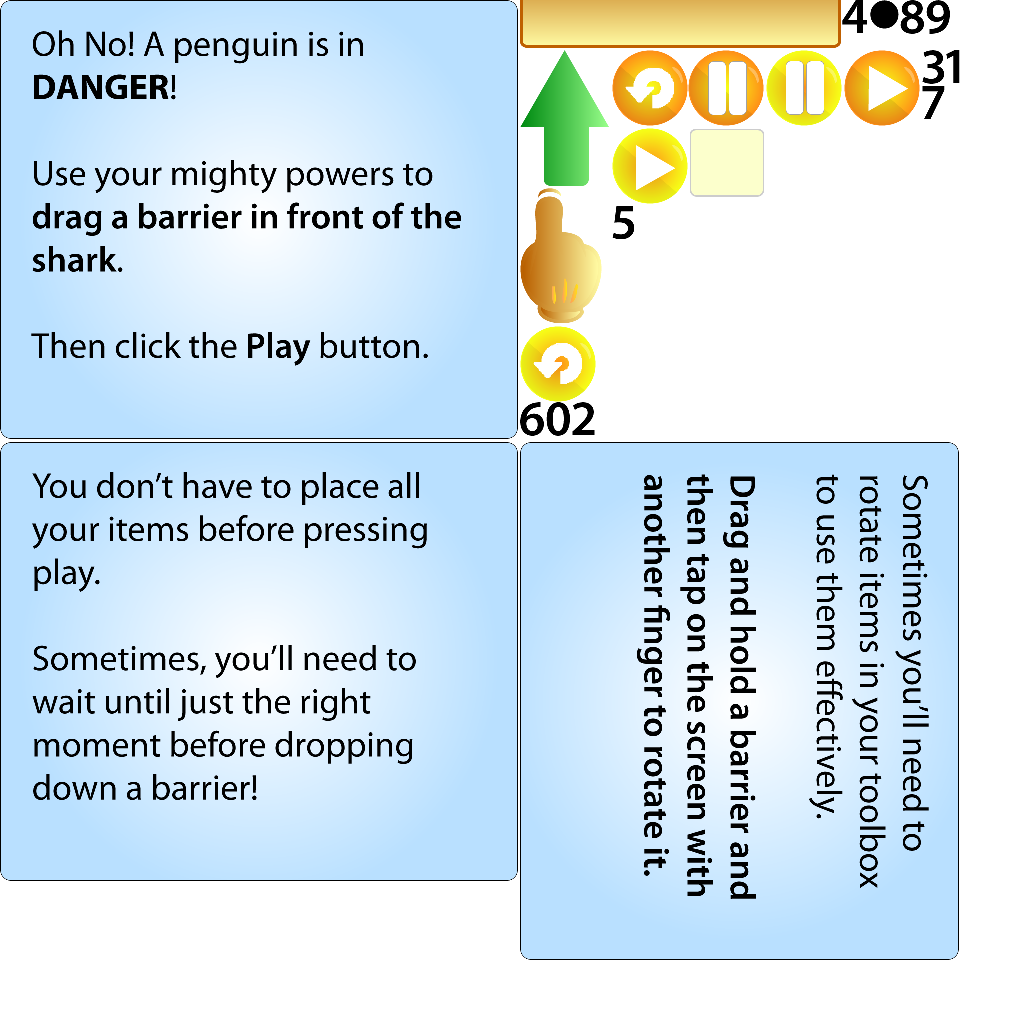 Oh No! A penguin is in
DANGER!
Use your mighty powers to
drag a barrier in front of the
shark.
Then click the Play button.
4●89
31
7
5
602
You don’t have to place all
your items before pressing
play.
Sometimes, you’ll need to
wait until just the right
moment before dropping
down a barrier!
Sometimes you’ll need to
rotate items in your toolbox
to use them effectively.
Drag and hold a barrier and
then tap on the screen with
another finger to rotate it.